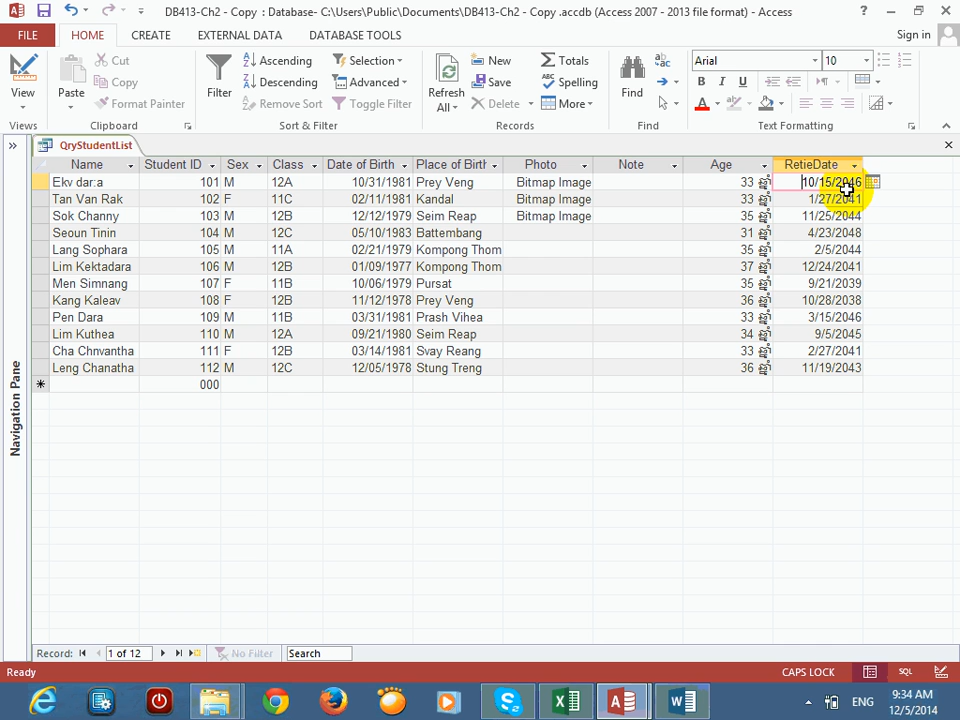 DB413-Ch2 - Copy : Database- C:\Users\Public\Documents\DB413-Ch2 - Copy .accdb (Access 2007 - 2013 file format) - Access
FILE HOME CREATE EXTERNAL DATA DATABASE TOOLS Sign in
View
Views
Paste
Cut
Copy
Format Painter
Clipboard
Filter
Ascending
Descending
Remove Sort
Selection
Advanced
Toggle Filter
Sort & Filter
Refresh All
New
Save
Delete
Totals
Spelling
More
Records
Find
Find
Arial 10
B I U
A
Text Formatting
QryStudentList
Name Student ID Sex Class Date of Birth Place of Birth Photo Note Age RetieDate
101 M 12A 10/31/1981 Prey Veng Bitmap Image 33 10/15/2046
Tan Van Rak 102 F 11C 02/11/1981 Kandal Bitmap Image 33 1/27/2041
Sok Channy 103 M 12B 12/12/1979 Seim Reap Bitmap Image 35 11/25/2044
Seoun Tinin 104 M 12C 05/10/1983 Battembang 31 4/23/2048
Lang Sophara 105 M 11A 02/21/1979 Kompong Thom 35 2/5/2044
Lim Kektadara 106 M 12B 01/09/1977 Kompong Thom 37 12/24/2041
Men Simnang 107 F 11B 10/06/1979 Pursat 35 9/21/2039
Kang Kaleav 108 F 12B 11/12/1978 Prey Veng 36 10/28/2038
Pen Dara 109 M 11B 03/31/1981 Prash Vihea 33 3/15/2046
Lim Kuthea 110 M 12A 09/21/1980 Seim Reap 34 9/5/2045
Cha Chnvantha 111 F 12B 03/14/1981 Svay Reang 33 2/27/2041
Leng Chanatha 112 M 12C 12/05/1978 Stung Treng 36 11/19/2043
000
Navigation Pane
Record: 1 of 12 No Filter Search
Ready CAPS LOCK SQL
ENG 9:34 AM
12/5/2014